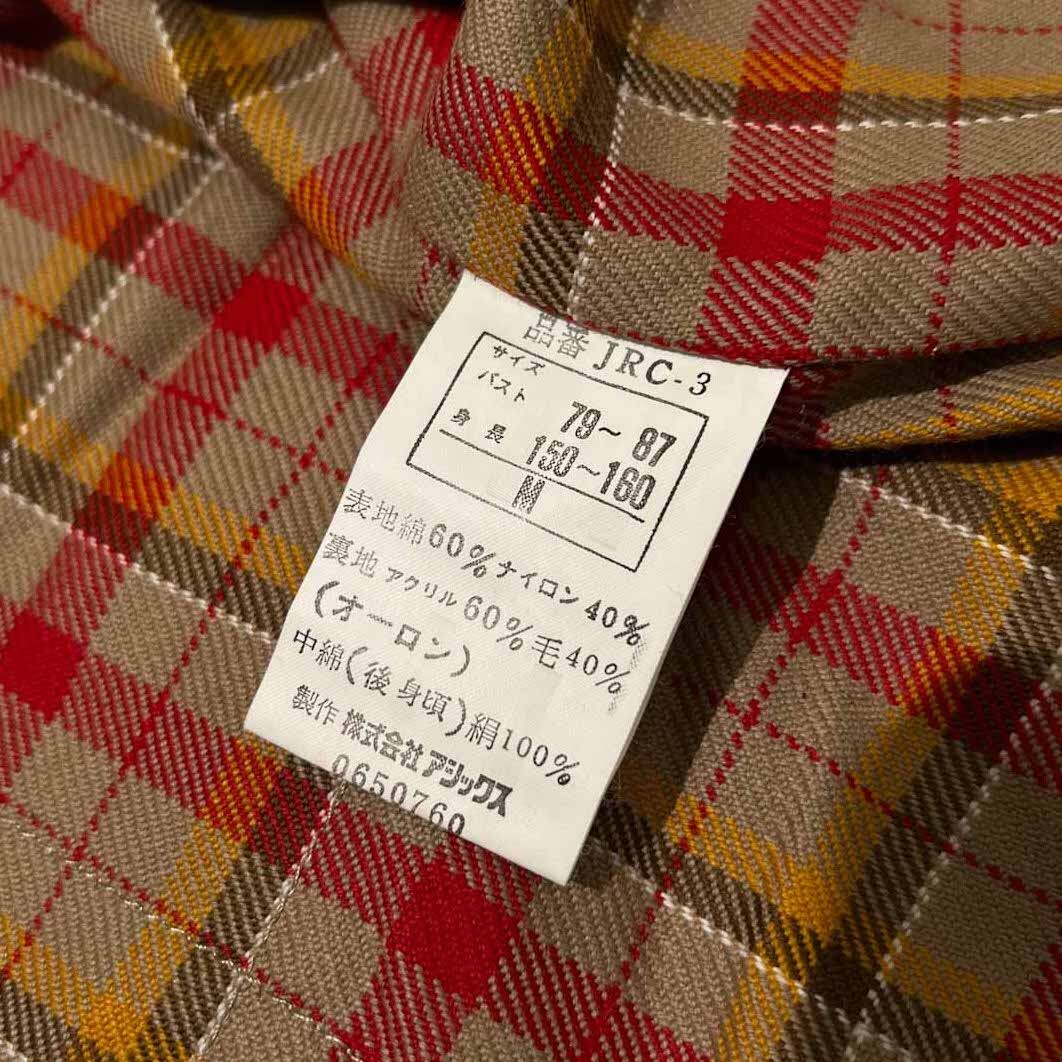 品番 JRC-3
サイズ
バスト 79～87
身長 150～160
M
表地綿60%ナイロン40%
裏地アクリル60%毛40%
(オーロン)
中綿(後身頃)絹100%
製作 株式会社アシックス
0650760